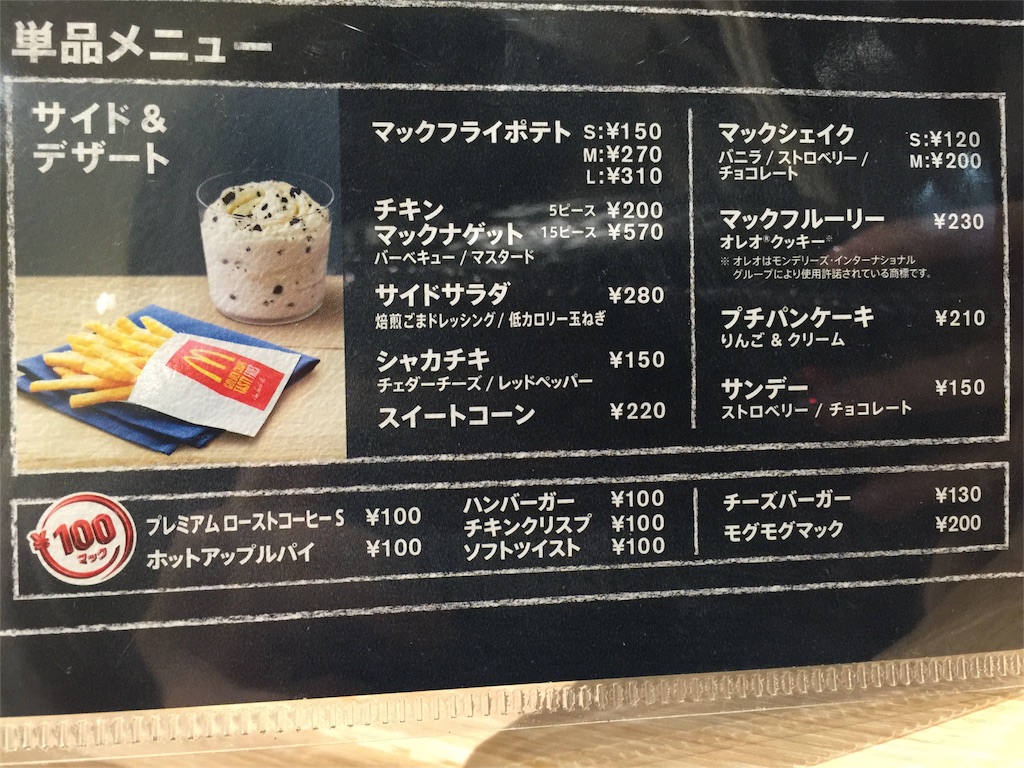 単品メニュー
サイド &
デザート
マックフライポテト S:¥150
M:¥270
L:¥310
チキン 5ピース ¥200
マックナゲット 15ピース ¥570
バーベキュー / マスタード
サイドサラダ ¥280
焙煎ごまドレッシング / 低カロリー玉ねぎ
シャカチキ ¥150
チェダーチーズ / レッドペッパー
スイートコーン ¥220
マックシェイク S:¥120
バニラ / ストロベリー / M:¥200
チョコレート
マックフルーリー ¥230
オレオ®クッキー※
※ オレオはモンデリーズ・インターナショナル
グループにより使用許諾されている商標です。
プチパンケーキ ¥210
りんご & クリーム
サンデー ¥150
ストロベリー / チョコレート
¥100
マック
プレミアムローストコーヒーS ¥100
ホットアップルパイ ¥100
ハンバーガー ¥100
チキンクリスプ ¥100
ソフトツイスト ¥100
チーズバーガー ¥130
モグモグマック ¥200